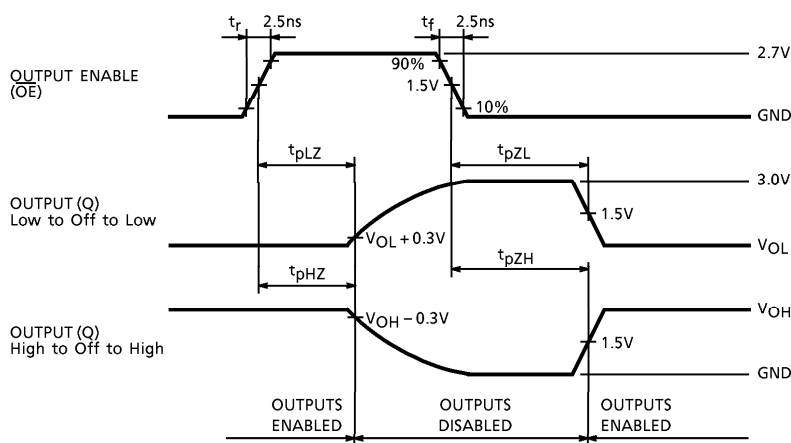 tr 2.5ns tf 2.5ns
2.7V
90%
OUTPUT ENABLE
(O̅E̅)
1.5V
10%
GND
tpLZ tpZL
3.0V
OUTPUT (Q)
Low to Off to Low
1.5V
VOL + 0.3V
VOL
tpHZ tpZH
VOH
VOH − 0.3V
OUTPUT (Q)
High to Off to High
1.5V
GND
OUTPUTS ENABLED
OUTPUTS DISABLED
OUTPUTS ENABLED